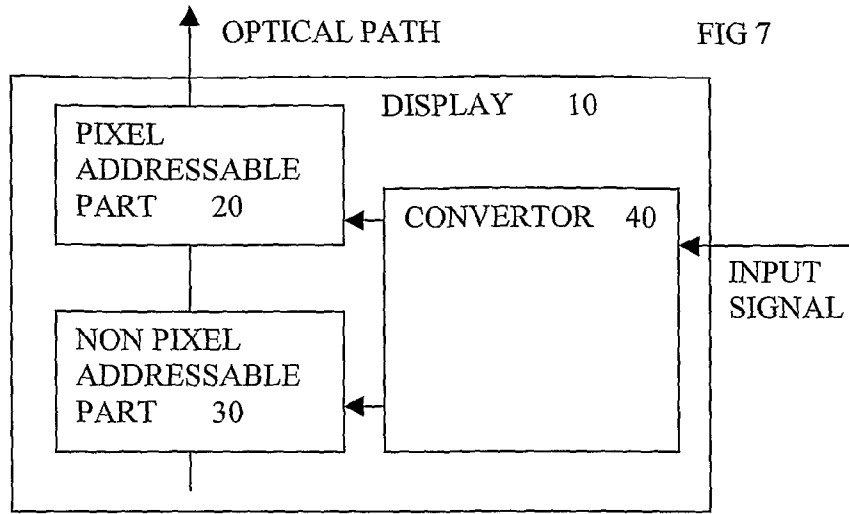 OPTICAL PATH
FIG 7
DISPLAY 10
PIXEL
ADDRESSABLE
PART 20
CONVERTOR 40
INPUT
SIGNAL
NON PIXEL
ADDRESSABLE
PART 30